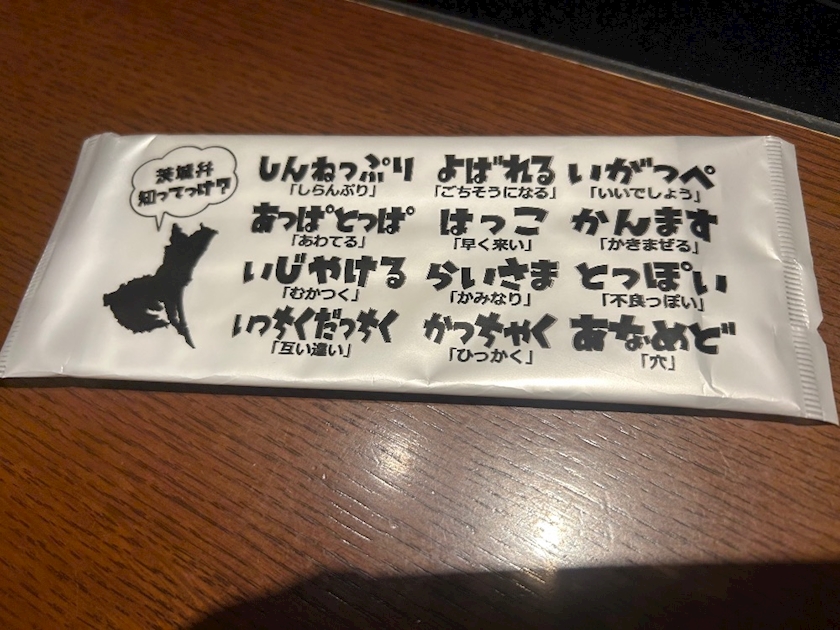 茨城弁
知ってっけ?
しんねっぷり
「しらんぷり」
よばれる
「ごちそうになる」
いがっぺ
「いいでしょう」
あっぱとっぱ
「あわてる」
はっこ
「早く来い」
かんます
「かきまぜる」
いじやける
「むかつく」
らいさま
「かみなり」
とっぽい
「不良っぽい」
いっちくだっちく
「互い違い」
かっちゃく
「ひっかく」
あなめど
「穴」